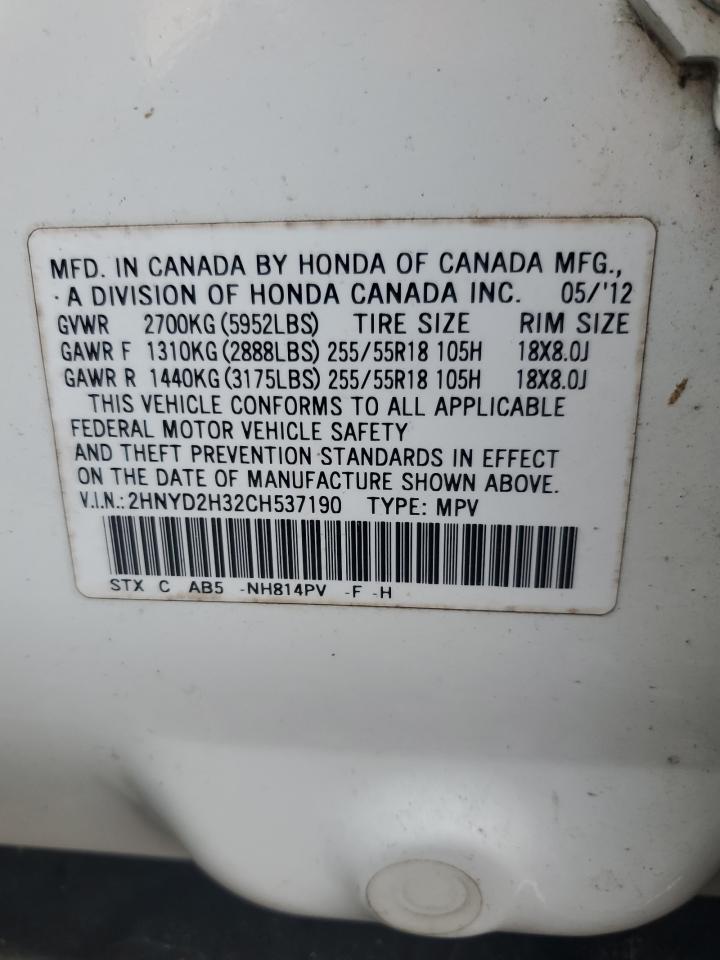 MFD. IN CANADA BY HONDA OF CANADA MFG.,
·A DIVISION OF HONDA CANADA INC. 05/'12
GVWR 2700KG(5952LBS) TIRE SIZE RIM SIZE
GAWR F 1310KG(2888LBS) 255/55R18 105H 18X8.0J
GAWR R 1440KG(3175LBS) 255/55R18 105H 18X8.0J
THIS VEHICLE CONFORMS TO ALL APPLICABLE
FEDERAL MOTOR VEHICLE SAFETY
AND THEFT PREVENTION STANDARDS IN EFFECT
ON THE DATE OF MANUFACTURE SHOWN ABOVE.
V.I.N.:2HNYD2H32CH537190 TYPE: MPV
STX C AB5 -NH814PV -F -H